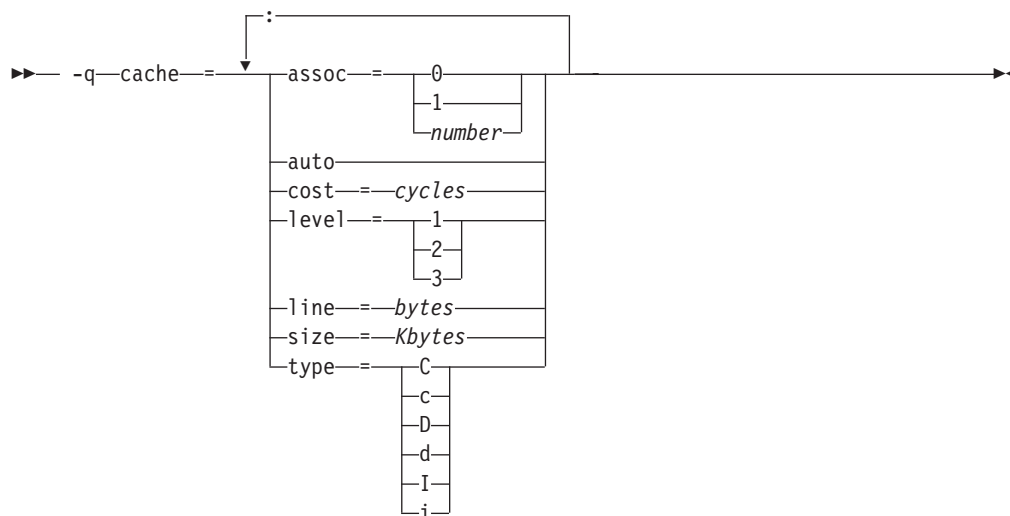 :
-q cache = assoc = 0
1
number
auto
cost = cycles
level = 1
2
3
line = bytes
size = Kbytes
type = C
c
D
d
I
i